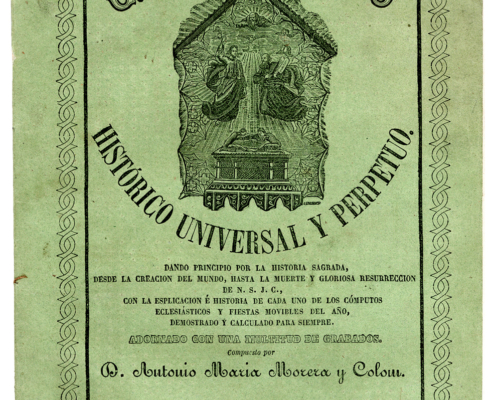 HISTÓRICO UNIVERSAL Y PERPETUO.
DANDO PRINCIPIO POR LA HISTORIA SAGRADA,
DESDE LA CREACION DEL MUNDO, HASTA LA MUERTE Y GLORIOSA RESURRECCION
DE N. S. J. C.,
CON LA ESPLICACION É HISTORIA DE CADA UNO DE LOS CÓMPUTOS
ECLESIÁSTICOS Y FIESTAS MOVIBLES DEL AÑO,
DEMOSTRADO Y CALCULADO PARA SIEMPRE.
ADORNADO CON UNA MULTITUD DE GRABADOS.
Compuesto por
D. Antonio María Morera y Colom.